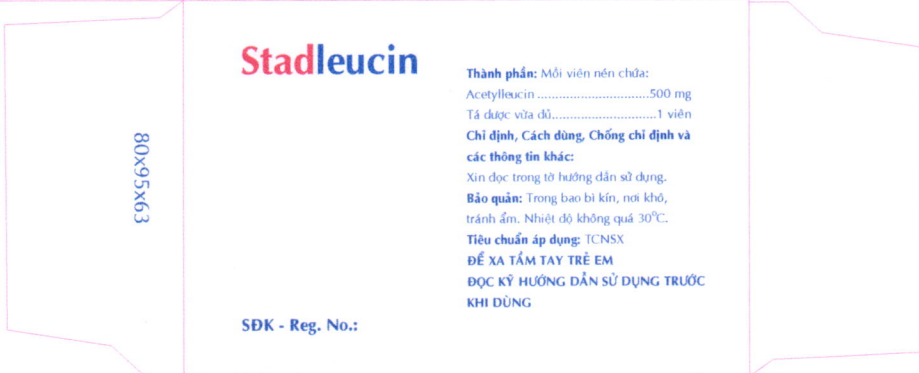 80x95x63
Stadleucin
Thành phần: Mỗi viên nén chứa:
Acetylleucin ...............................500 mg
Tá dược vừa đủ.............................1 viên
Chỉ định, Cách dùng, Chống chỉ định và
các thông tin khác:
Xin đọc trong tờ hướng dẫn sử dụng.
Bảo quản: Trong bao bì kín, nơi khô,
tránh ẩm. Nhiệt độ không quá 30°C.
Tiêu chuẩn áp dụng: TCNSX
ĐỂ XA TẦM TAY TRẺ EM
ĐỌC KỸ HƯỚNG DẪN SỬ DỤNG TRƯỚC
KHI DÙNG
SĐK - Reg. No.: